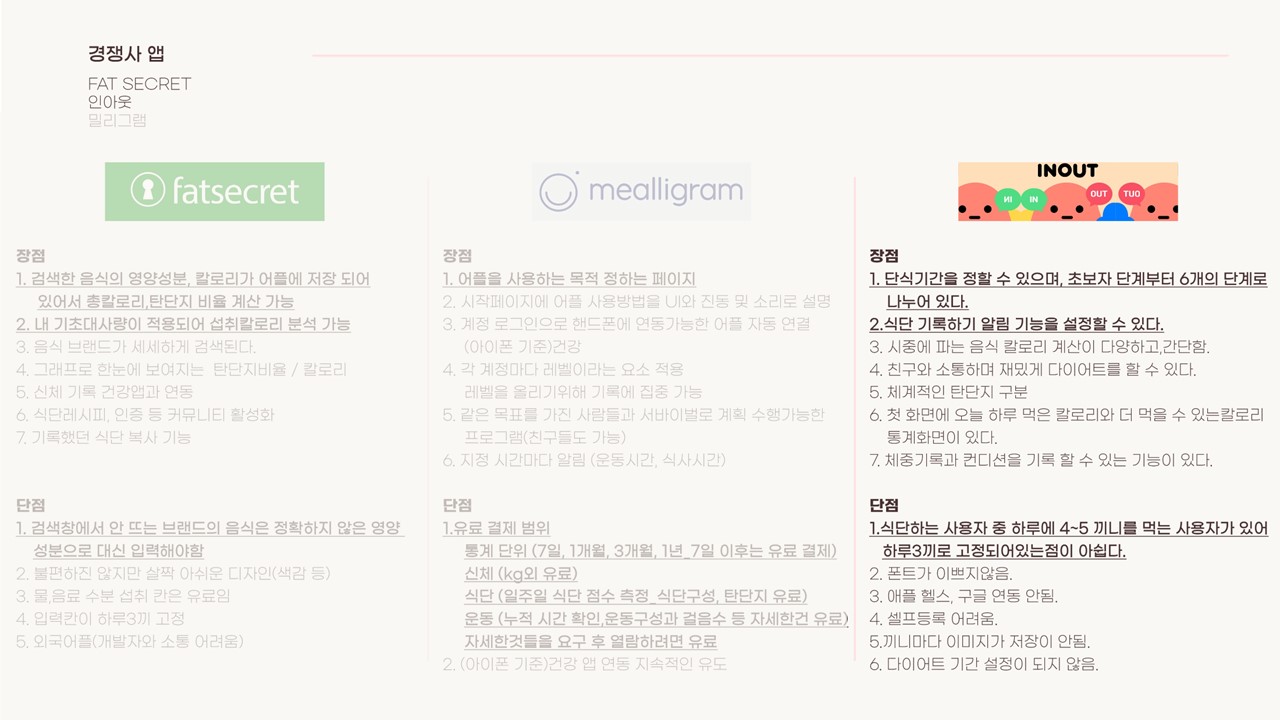 경쟁사 앱
FAT SECRET
인아웃
밀리그램
fatsecret
장점
1. 검색한 음식의 영양성분, 칼로리가 어플에 저장 되어
있어서 총칼로리,탄단지 비율 계산 가능
2. 내 기초대사량이 적용되어 섭취칼로리 분석 가능
3. 음식 브랜드가 세세하게 검색된다.
4. 그래프로 한눈에 보여지는 탄단지비율 / 칼로리
5. 신체 기록 건강앱과 연동
6. 식단레시피, 인증 등 커뮤니티 활성화
7. 기록했던 식단 복사 기능
단점
1. 검색창에서 안 뜨는 브랜드의 음식은 정확하지 않은 영양
성분으로 대신 입력해야함
2. 불편하진 않지만 살짝 아쉬운 디자인(색감 등)
3. 물,음료 수분 섭취 칸은 유료임
4. 입력칸이 하루3끼 고정
5. 외국어플(개발자와 소통 어려움)
mealligram
장점
1. 어플을 사용하는 목적 정하는 페이지
2. 시작페이지에 어플 사용방법을 UI와 진동 및 소리로 설명
3. 계정 로그인으로 핸드폰에 연동가능한 어플 자동 연결
(아이폰 기준)건강
4. 각 계정마다 레벨이라는 요소 적용
레벨을 올리기위해 기록에 집중 가능
5. 같은 목표를 가진 사람들과 서바이벌로 계획 수행가능한
프로그램(친구들도 가능)
6. 지정 시간마다 알림 (운동시간, 식사시간)
단점
1.유료 결제 범위
통계 단위 (7일, 1개월, 3개월, 1년_7일 이후는 유료 결제)
신체 (kg외 유료)
식단 (일주일 식단 점수 측정_식단구성, 탄단지 유료)
운동 (누적 시간 확인,운동구성과 걸음수 등 자세한건 유료)
자세한것들을 요구 후 열람하려면 유료
2. (아이폰 기준)건강 앱 연동 지속적인 유도
INOUT
IN IN OUT OUT
장점
1. 단식기간을 정할 수 있으며, 초보자 단계부터 6개의 단계로
나누어 있다.
2.식단 기록하기 알림 기능을 설정할 수 있다.
3. 시중에 파는 음식 칼로리 계산이 다양하고,간단함.
4. 친구와 소통하며 재밌게 다이어트를 할 수 있다.
5. 체계적인 탄단지 구분
6. 첫 화면에 오늘 하루 먹은 칼로리와 더 먹을 수 있는칼로리
통계화면이 있다.
7. 체중기록과 컨디션을 기록 할 수 있는 기능이 있다.
단점
1.식단하는 사용자 중 하루에 4~5 끼니를 먹는 사용자가 있어
하루3끼로 고정되어있는점이 아쉽다.
2. 폰트가 이쁘지않음.
3. 애플 헬스, 구글 연동 안됨.
4. 셀프등록 어려움.
5.끼니마다 이미지가 저장이 안됨.
6. 다이어트 기간 설정이 되지 않음.